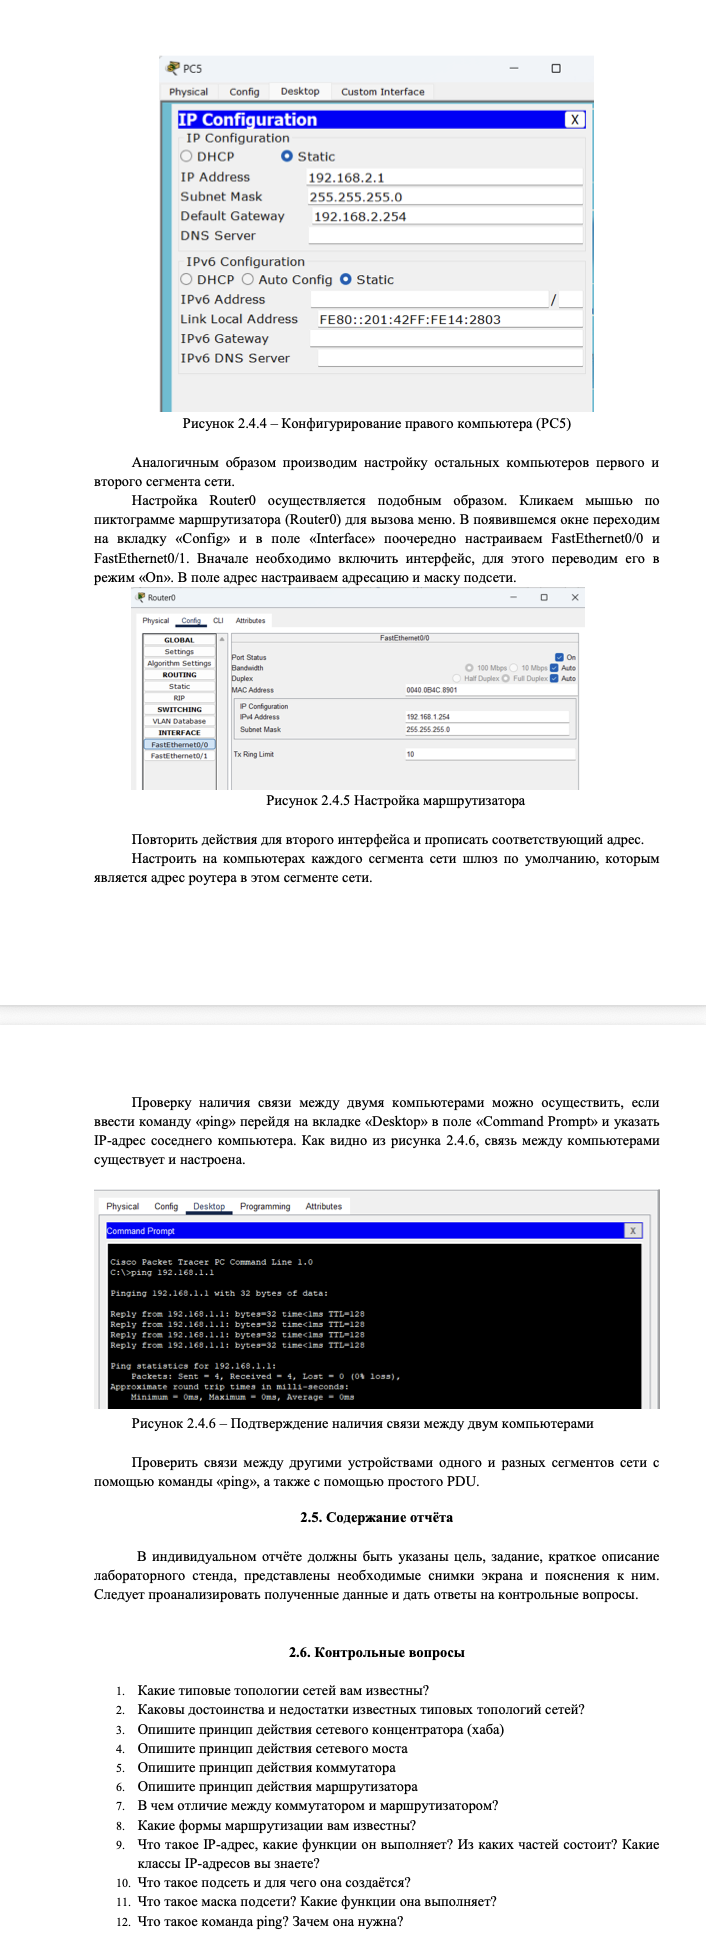 PC5
Physical Config Desktop Custom Interface
IP Configuration X
IP Configuration
DHCP Static
IP Address 192.168.2.1
Subnet Mask 255.255.255.0
Default Gateway 192.168.2.254
DNS Server
IPv6 Configuration
DHCP Auto Config Static
IPv6 Address /
Link Local Address FE80::201:42FF:FE14:2803
IPv6 Gateway
IPv6 DNS Server
Рисунок 2.4.4 – Конфигурирование правого компьютера (PC5)
Аналогичным образом производим настройку остальных компьютеров первого и
второго сегмента сети.
Настройка Router0 осуществляется подобным образом. Кликаем мышью по
пиктограмме маршрутизатора (Router0) для вызова меню. В появившемся окне переходим
на вкладку «Config» и в поле «Interface» поочередно настраиваем FastEthernet0/0 и
FastEthernet0/1. Вначале необходимо включить интерфейс, для этого переводим его в
режим «On». В поле адрес настраиваем адресацию и маску подсети.
Router0
Physical Config CLI Attributes
GLOBAL
Settings
Algorithm Settings
ROUTING
Static
RIP
SWITCHING
VLAN Database
INTERFACE
FastEthernet0/0
FastEthernet0/1
FastEthernet0/0
Port Status On
Bandwidth 100 Mbps 10 Mbps Auto
Duplex Half Duplex Full Duplex Auto
MAC Address 0040.0B4C.8901
IP Configuration
IPv4 Address 192.168.1.254
Subnet Mask 255.255.255.0
Tx Ring Limit 10
Рисунок 2.4.5 Настройка маршрутизатора
Повторить действия для второго интерфейса и прописать соответствующий адрес.
Настроить на компьютерах каждого сегмента сети шлюз по умолчанию, которым
является адрес роутера в этом сегменте сети.
Проверку наличия связи между двумя компьютерами можно осуществить, если
ввести команду «ping» перейдя на вкладке «Desktop» в поле «Command Prompt» и указать
IP-адрес соседнего компьютера. Как видно из рисунка 2.4.6, связь между компьютерами
существует и настроена.
Physical Config Desktop Programming Attributes
Command Prompt X
Cisco Packet Tracer PC Command Line 1.0
C:\>ping 192.168.1.1
Pinging 192.168.1.1 with 32 bytes of data:
Reply from 192.168.1.1: bytes=32 time<1ms TTL=128
Reply from 192.168.1.1: bytes=32 time<1ms TTL=128
Reply from 192.168.1.1: bytes=32 time<1ms TTL=128
Reply from 192.168.1.1: bytes=32 time<1ms TTL=128
Ping statistics for 192.168.1.1:
Packets: Sent = 4, Received = 4, Lost = 0 (0% loss),
Approximate round trip times in milli-seconds:
Minimum = 0ms, Maximum = 0ms, Average = 0ms
Рисунок 2.4.6 – Подтверждение наличия связи между двум компьютерами
Проверить связи между другими устройствами одного и разных сегментов сети с
помощью команды «ping», а также с помощью простого PDU.
2.5. Содержание отчёта
В индивидуальном отчёте должны быть указаны цель, задание, краткое описание
лабораторного стенда, представлены необходимые снимки экрана и пояснения к ним.
Следует проанализировать полученные данные и дать ответы на контрольные вопросы.
2.6. Контрольные вопросы
1. Какие типовые топологии сетей вам известны?
2. Каковы достоинства и недостатки известных типовых топологий сетей?
3. Опишите принцип действия сетевого концентратора (хаба)
4. Опишите принцип действия сетевого моста
5. Опишите принцип действия коммутатора
6. Опишите принцип действия маршрутизатора
7. В чем отличие между коммутатором и маршрутизатором?
8. Какие формы маршрутизации вам известны?
9. Что такое IP-адрес, какие функции он выполняет? Из каких частей состоит? Какие
классы IP-адресов вы знаете?
10. Что такое подсеть и для чего она создаётся?
11. Что такое маска подсети? Какие функции она выполняет?
12. Что такое команда ping? Зачем она нужна?